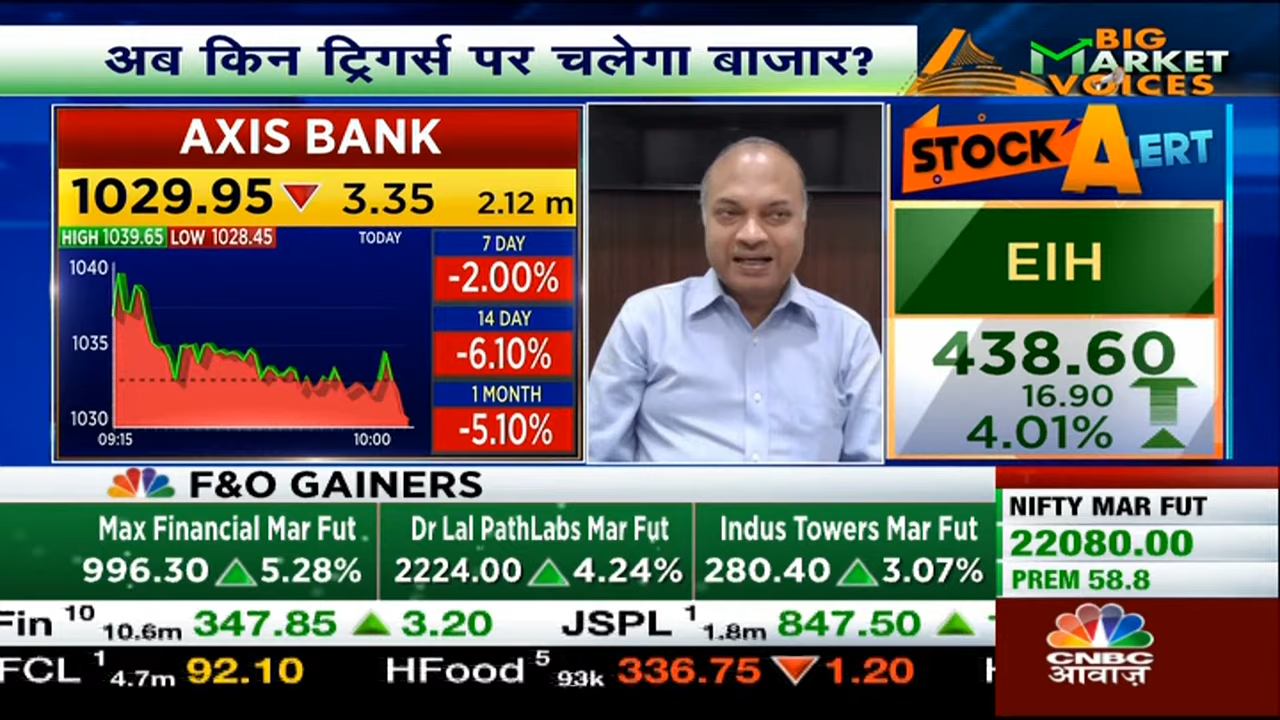 अब किन ट्रिगर्स पर चलेगा बाजार?
BIG
MARKET
VOICES
AXIS BANK
1029.95 3.35 2.12 m
HIGH 1039.65 LOW 1028.45 TODAY
1040
1035
1030
09:15 10:00
7 DAY
-2.00%
14 DAY
-6.10%
1 MONTH
-5.10%
STOCK ALERT
EIH
438.60
16.90
4.01%
F&O GAINERS
Max Financial Mar Fut
996.30 5.28%
Dr Lal PathLabs Mar Fut
2224.00 4.24%
Indus Towers Mar Fut
280.40 3.07%
NIFTY MAR FUT
22080.00
PREM 58.8
Fin 10 10.6m 347.85 3.20 JSPL 1 1.8m 847.50
FCL 1 4.7m 92.10 HFood 5 93k 336.75 1.20 H
CNBC
आवाज़